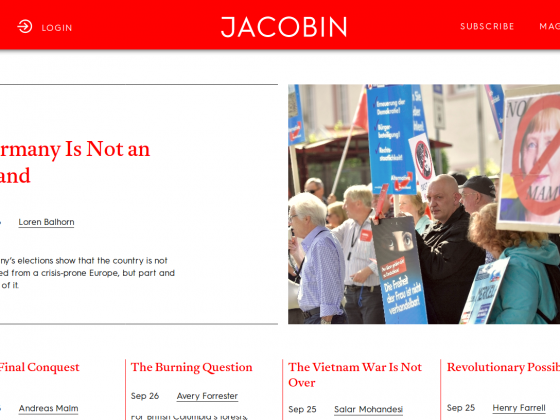 LOGIN
JACOBIN
SUBSCRIBE
MAG
rmany Is Not an
and
Loren Balhorn
ny's elections show that the country is not
ed from a crisis-prone Europe, but part and
of it.
NO
MAMA
Erneuerung der
Demokratie!
Bürger-
beteiligung!
Rechts-
staatlichkeit!
Die Freiheit
der Frau ist nicht
verhandelbar!
Final Conquest
Andreas Malm
The Burning Question
Sep 26 Avery Forrester
For British Columbia's forests,
The Vietnam War Is Not
Over
Sep 25 Salar Mohandesi
Revolutionary Possib
Sep 25 Henry Farrell